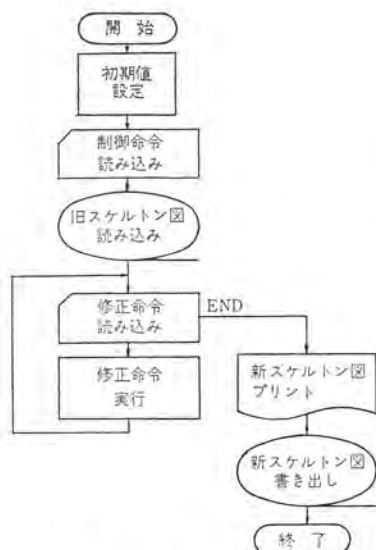 開 始
初期値
設定
制御命令
読み込み
旧スケルトン図
読み込み
修正命令
読み込み
END
修正命令
実行
新スケルトン図
プリント
新スケルトン図
書き出し
終 了